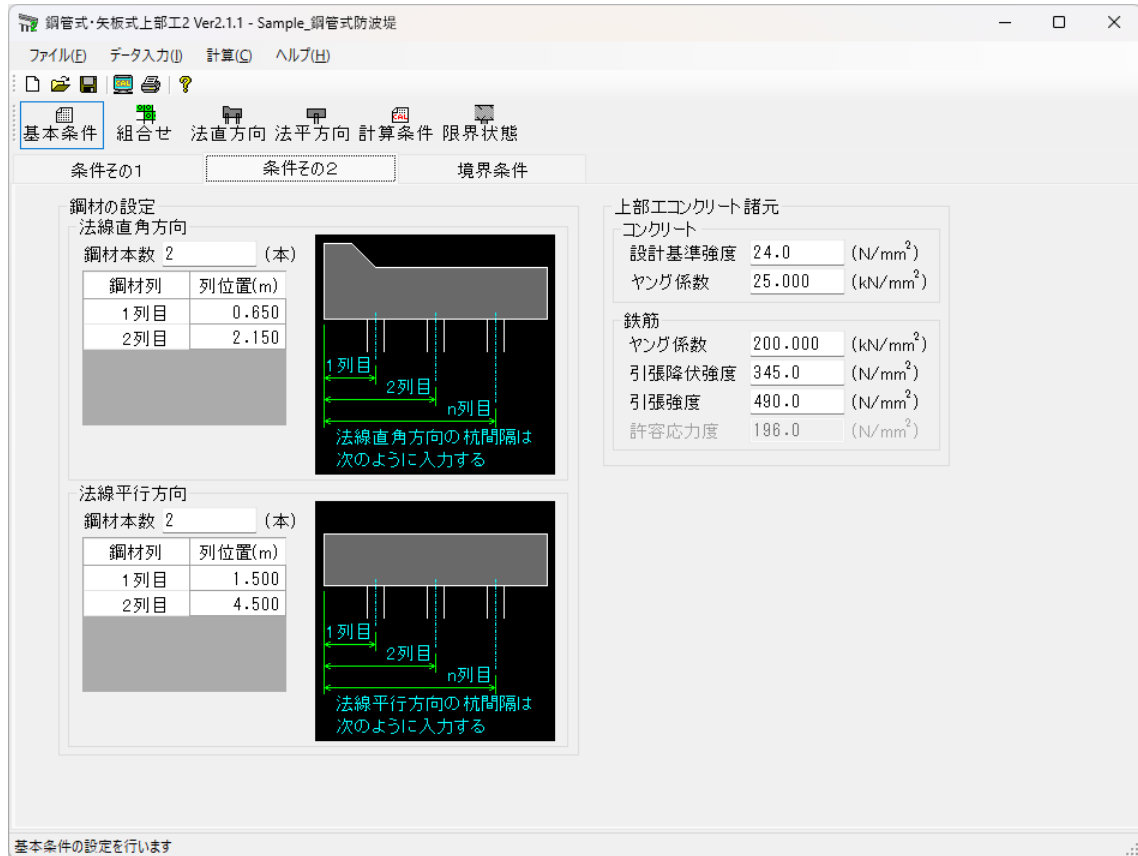 鋼管式・矢板式上部工2 Ver2.1.1 - Sample_鋼管式防波堤
ファイル(F) データ入力(I) 計算(C) ヘルプ(H)
基本条件 組合せ 法直方向 法平方向 計算条件 限界状態
条件その1 条件その2 境界条件
鋼材の設定
法線直角方向
鋼材本数 2 (本)
鋼材列 列位置(m)
1列目 0.650
2列目 2.150
1列目
2列目
n列目
法線直角方向の杭間隔は
次のように入力する
法線平行方向
鋼材本数 2 (本)
鋼材列 列位置(m)
1列目 1.500
2列目 4.500
1列目
2列目
n列目
法線平行方向の杭間隔は
次のように入力する
上部工コンクリート諸元
コンクリート
設計基準強度 24.0 (N/mm²)
ヤング係数 25.000 (kN/mm²)
鉄筋
ヤング係数 200.000 (kN/mm²)
引張降伏強度 345.0 (N/mm²)
引張強度 490.0 (N/mm²)
許容応力度 196.0 (N/mm²)
基本条件の設定を行います